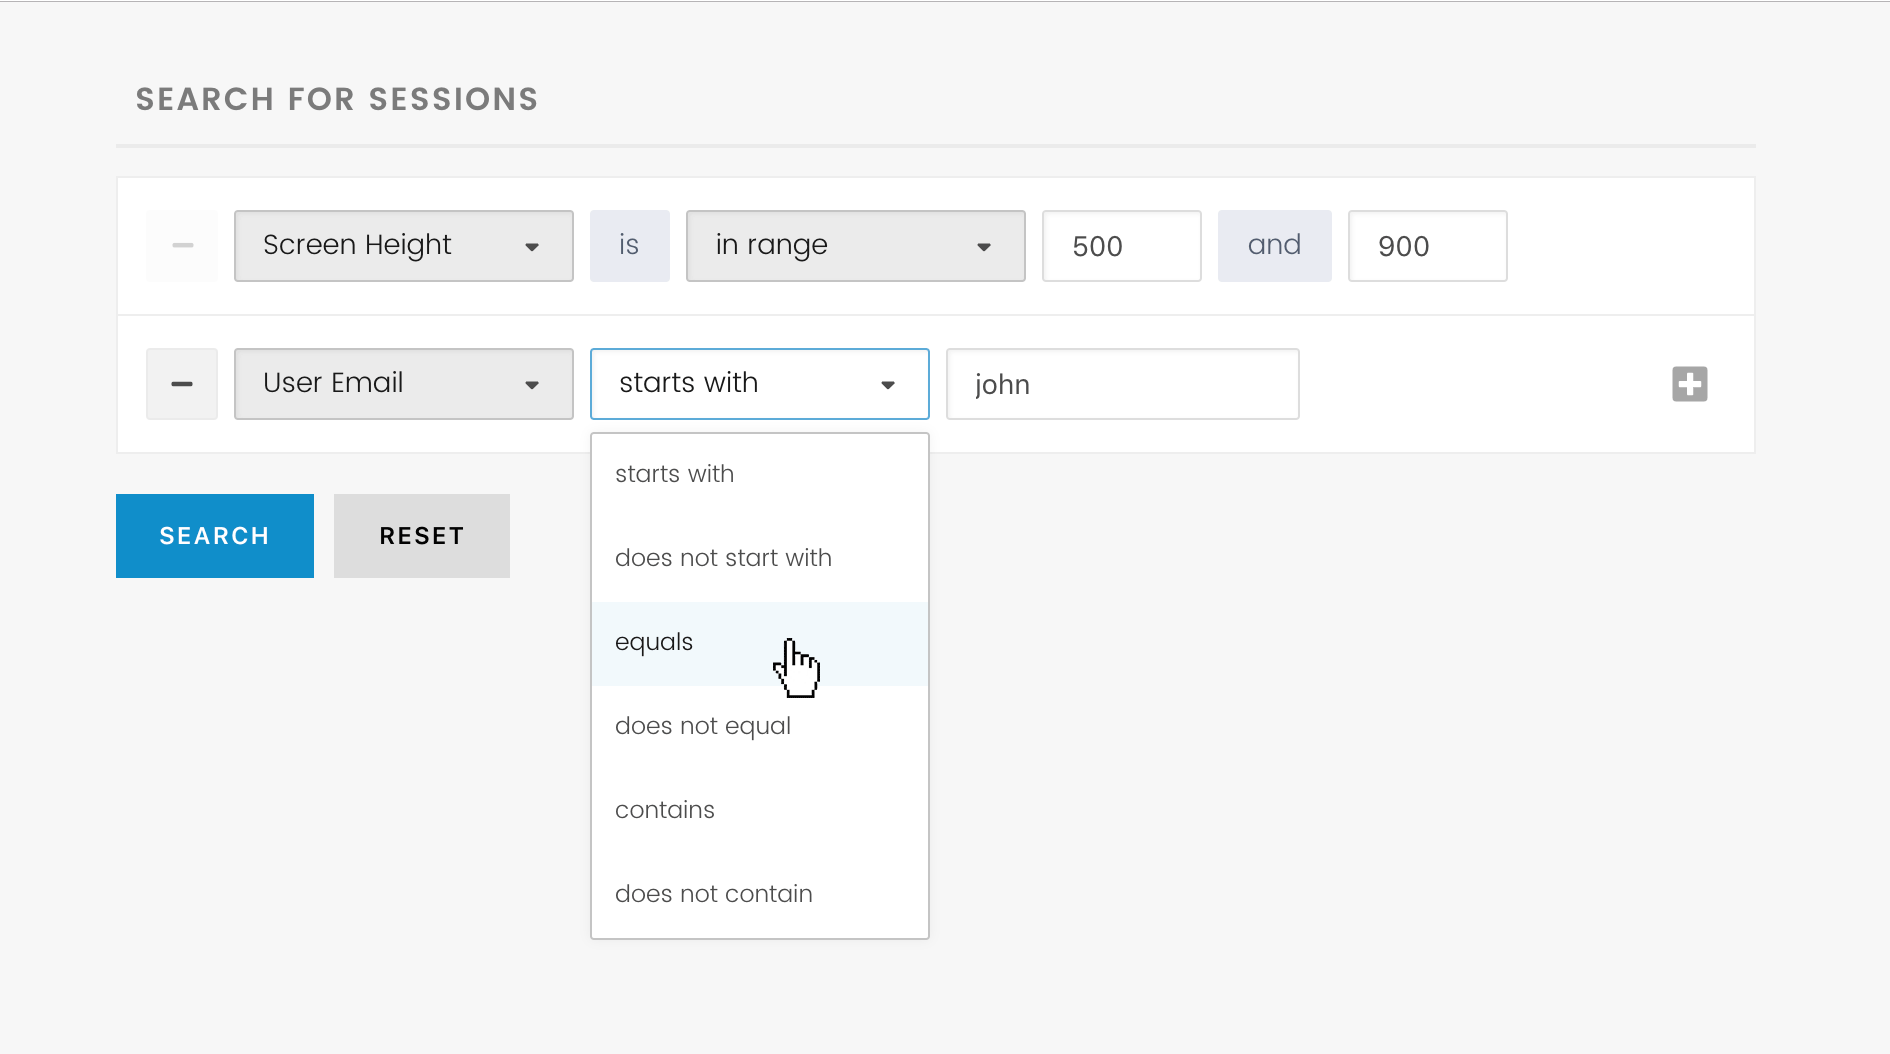 SEARCH FOR SESSIONS
Screen Height is in range 500 and 900
User Email starts with john
starts with
does not start with
equals
does not equal
contains
does not contain
SEARCH RESET